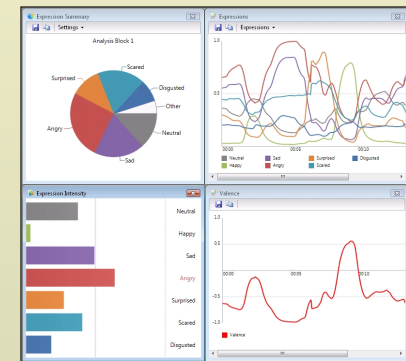 Expression Summary
Settings
Analysis Block 1
Scared
Surprised
Disgusted
Other
Angry
Neutral
Sad
Expressions
Expressions
1.0
0.5
00:00 00:05 00:10
Neutral Sad Surprised Disgusted
Happy Angry Scared
Expression Intensity
Neutral
Happy
Sad
Angry
Surprised
Scared
Disgusted
Valence
1.0
0.5
00:00 00:05 00:10
-0.5
-1.0
Valence